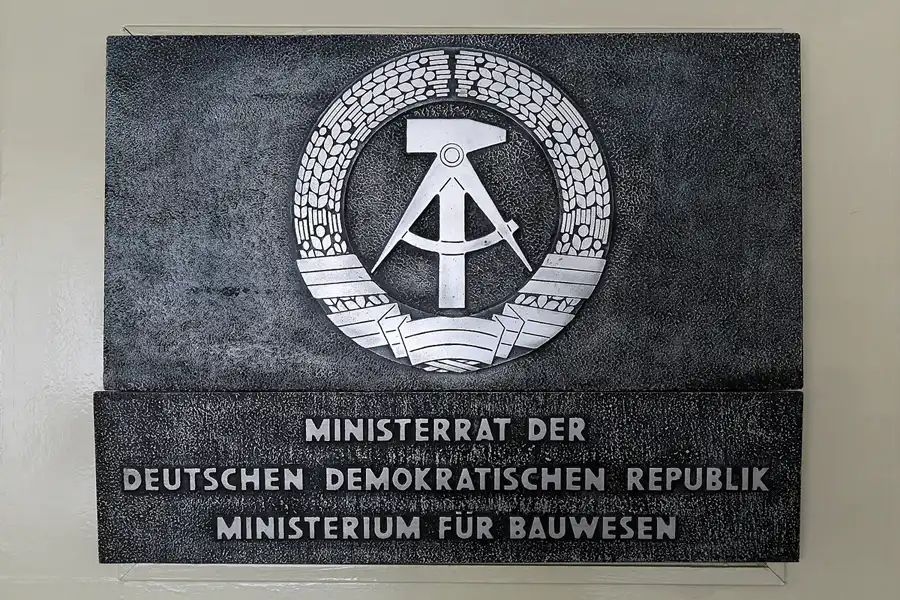 MINISTERRAT DER
DEUTSCHEN DEMOKRATISCHEN REPUBLIK
MINISTERIUM FÜR BAUWESEN